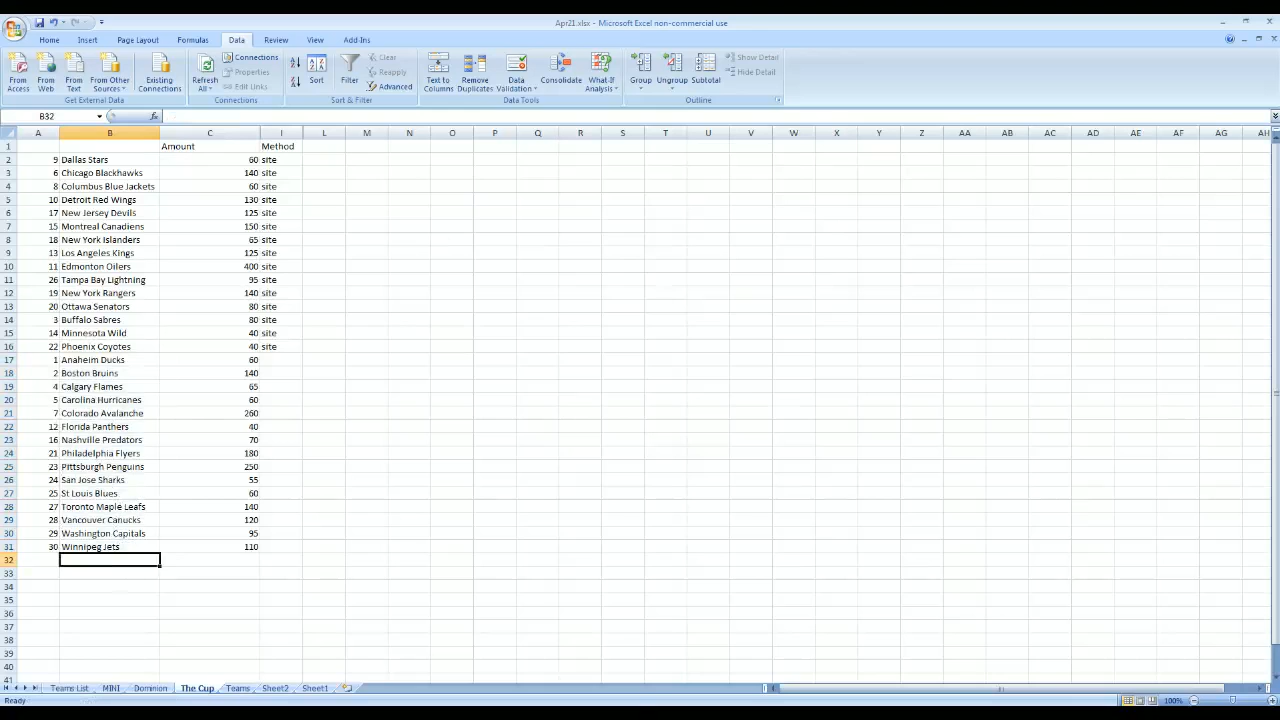 Apr21.xlsx - Microsoft Excel non-commercial use
Home Insert Page Layout Formulas Data Review View Add-Ins
From Access From Web From Text From Other Sources Existing Connections Refresh All Connections Properties Edit Links Sort Filter Clear Reapply Advanced Text to Columns Remove Duplicates Data Validation Consolidate What-If Analysis Group Ungroup Subtotal Show Detail Hide Detail
Get External Data Connections Sort & Filter Data Tools Outline
B32 fx
A B C I L M N O P Q R S T U V W X Y Z AA AB AC AD AE AF AG AH
1 Amount Method
2 9 Dallas Stars 60 site
3 6 Chicago Blackhawks 140 site
4 8 Columbus Blue Jackets 60 site
5 10 Detroit Red Wings 130 site
6 17 New Jersey Devils 125 site
7 15 Montreal Canadiens 150 site
8 18 New York Islanders 65 site
9 13 Los Angeles Kings 125 site
10 11 Edmonton Oilers 400 site
11 26 Tampa Bay Lightning 95 site
12 19 New York Rangers 140 site
13 20 Ottawa Senators 80 site
14 3 Buffalo Sabres 80 site
15 14 Minnesota Wild 40 site
16 22 Phoenix Coyotes 40 site
17 1 Anaheim Ducks 60
18 2 Boston Bruins 140
19 4 Calgary Flames 65
20 5 Carolina Hurricanes 60
21 7 Colorado Avalanche 260
22 12 Florida Panthers 40
23 16 Nashville Predators 70
24 21 Philadelphia Flyers 180
25 23 Pittsburgh Penguins 250
26 24 San Jose Sharks 55
27 25 St Louis Blues 60
28 27 Toronto Maple Leafs 140
29 28 Vancouver Canucks 120
30 29 Washington Capitals 95
31 30 Winnipeg Jets 110
32
33
34
35
36
37
38
39
40
41
Teams List MINI Dominion The Cup Teams Sheet2 Sheet1
Ready 100%